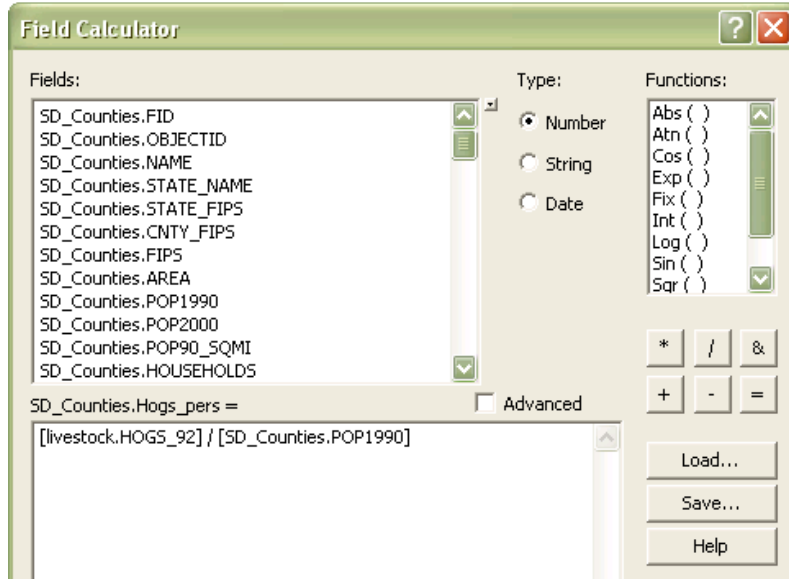 Field Calculator
Fields:
SD_Counties.FID
SD_Counties.OBJECTID
SD_Counties.NAME
SD_Counties.STATE_NAME
SD_Counties.STATE_FIPS
SD_Counties.CNTY_FIPS
SD_Counties.FIPS
SD_Counties.AREA
SD_Counties.POP1990
SD_Counties.POP2000
SD_Counties.POP90_SQMI
SD_Counties.HOUSEHOLDS
Type:
Number
String
Date
Functions:
Abs ( )
Atn ( )
Cos ( )
Exp ( )
Fix ( )
Int ( )
Log ( )
Sin ( )
Sqr ( )
* / &
+ - =
SD_Counties.Hogs_pers =
Advanced
[livestock.HOGS_92] / [SD_Counties.POP1990]
Load...
Save...
Help